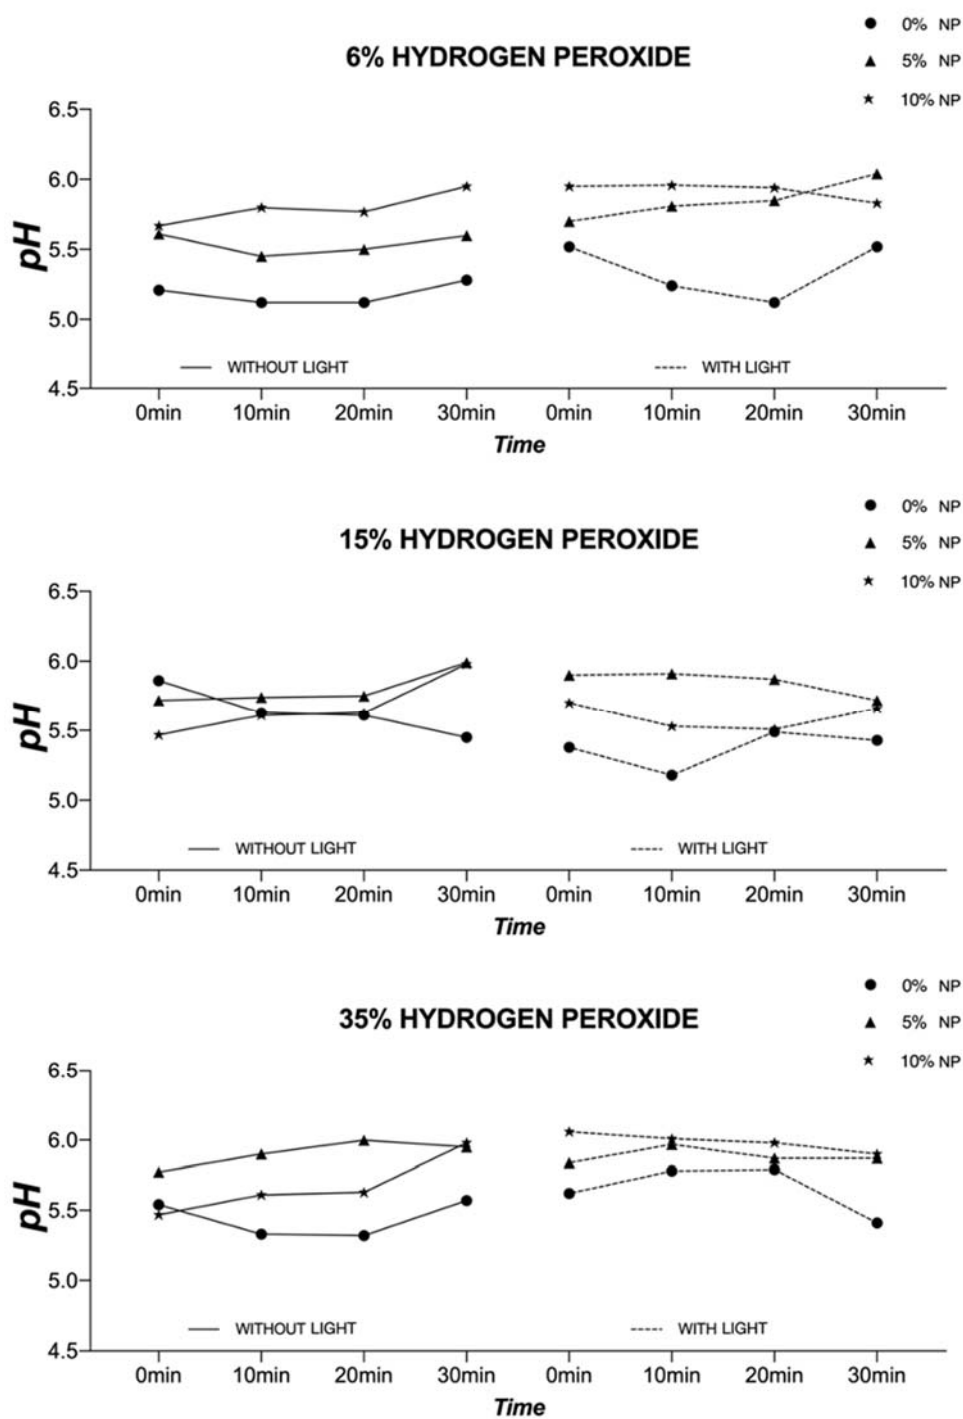 0% NP
5% NP
10% NP
6% HYDROGEN PEROXIDE
6.5
6.0
5.5
5.0
4.5
pH
WITHOUT LIGHT
WITH LIGHT
0min 10min 20min 30min 0min 10min 20min 30min
Time
0% NP
5% NP
10% NP
15% HYDROGEN PEROXIDE
6.5
6.0
5.5
5.0
4.5
pH
WITHOUT LIGHT
WITH LIGHT
0min 10min 20min 30min 0min 10min 20min 30min
Time
0% NP
5% NP
10% NP
35% HYDROGEN PEROXIDE
6.5
6.0
5.5
5.0
4.5
pH
WITHOUT LIGHT
WITH LIGHT
0min 10min 20min 30min 0min 10min 20min 30min
Time